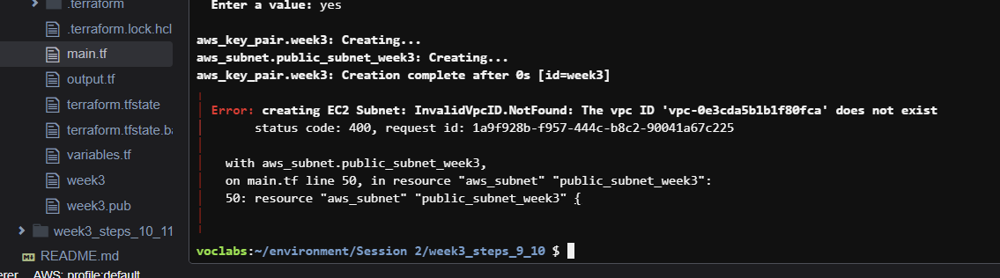 .terraform
.terraform.lock.hcl
main.tf
output.tf
terraform.tfstate
terraform.tfstate.ba
variables.tf
week3
week3.pub
week3_steps_10_11
README.md
AWS: profile:default
Enter a value: yes
aws_key_pair.week3: Creating...
aws_subnet.public_subnet_week3: Creating...
aws_key_pair.week3: Creation complete after 0s [id=week3]
Error: creating EC2 Subnet: InvalidVpcID.NotFound: The vpc ID 'vpc-0e3cda5b1b1f80fca' does not exist
status code: 400, request id: 1a9f928b-f957-444c-b8c2-90041a67c225
with aws_subnet.public_subnet_week3,
on main.tf line 50, in resource "aws_subnet" "public_subnet_week3":
50: resource "aws_subnet" "public_subnet_week3" {
voclabs:~/environment/Session 2/week3_steps_9_10 $